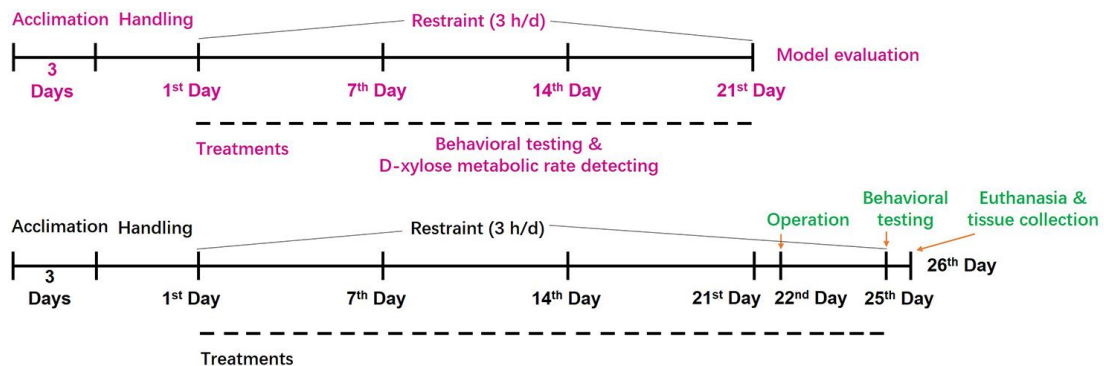 Acclimation Handling
Restraint (3 h/d)
Model evaluation
3
Days
1st Day
7th Day
14th Day
21st Day
Treatments
Behavioral testing &
D-xylose metabolic rate detecting
Acclimation Handling
Restraint (3 h/d)
Operation
Behavioral
testing
Euthanasia &
tissue collection
3
Days
1st Day
7th Day
14th Day
21st Day
22nd Day
25th Day
26th Day
Treatments